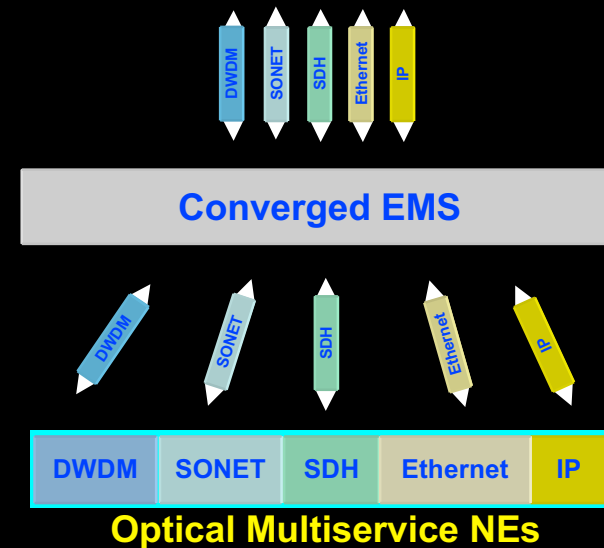 DWDM
SONET
SDH
Ethernet
IP
Converged EMS
DWDM
SONET
SDH
Ethernet
IP
DWDM SONET SDH Ethernet IP
Optical Multiservice NEs